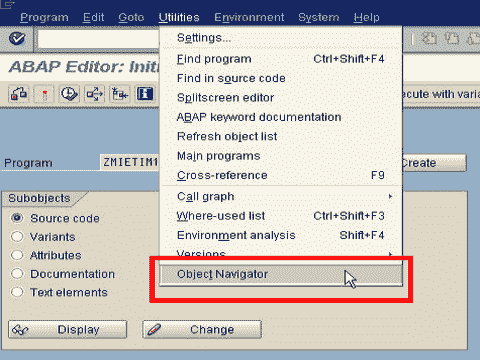 Program Edit Goto Utilities Environment System Help
ABAP Editor: Initi
Settings...
Find program Ctrl+Shift+F4
Find in source code
Splitscreen editor
ABAP keyword documentation
Refresh object list
Main programs
Cross-reference F9
Call graph
Where-used list Ctrl+Shift+F3
Environment analysis Shift+F4
Versions
Object Navigator
ecute with varia
Program ZMIETIM1 Create
Subobjects
Source code
Variants
Attributes
Documentation
Text elements
Display Change